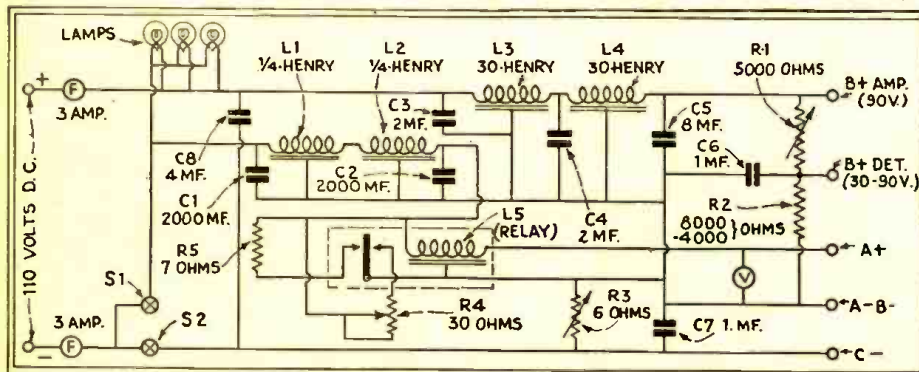 LAMPS
L1
1/4-HENRY
L2
1/4-HENRY
L3
30-HENRY
L4
30-HENRY
R-1
5000 OHMS
B+ AMP.
(90V.)
+
F
3 AMP.
C3
2MF.
C5
8 MF.
C6
1 MF.
C8
4 MF.
C1
2000 MF.
C2
2000 MF.
B+ DET.
(30-90V.)
110 VOLTS D.C.
L5
(RELAY)
C4
2 MF.
R2
8000
-4000 } OHMS
R5
7 OHMS
A+
V
S1
R4
30 OHMS
R3
6 OHMS
A-B-
3 AMP.
S2
C7 1. MF.
-
F
C-